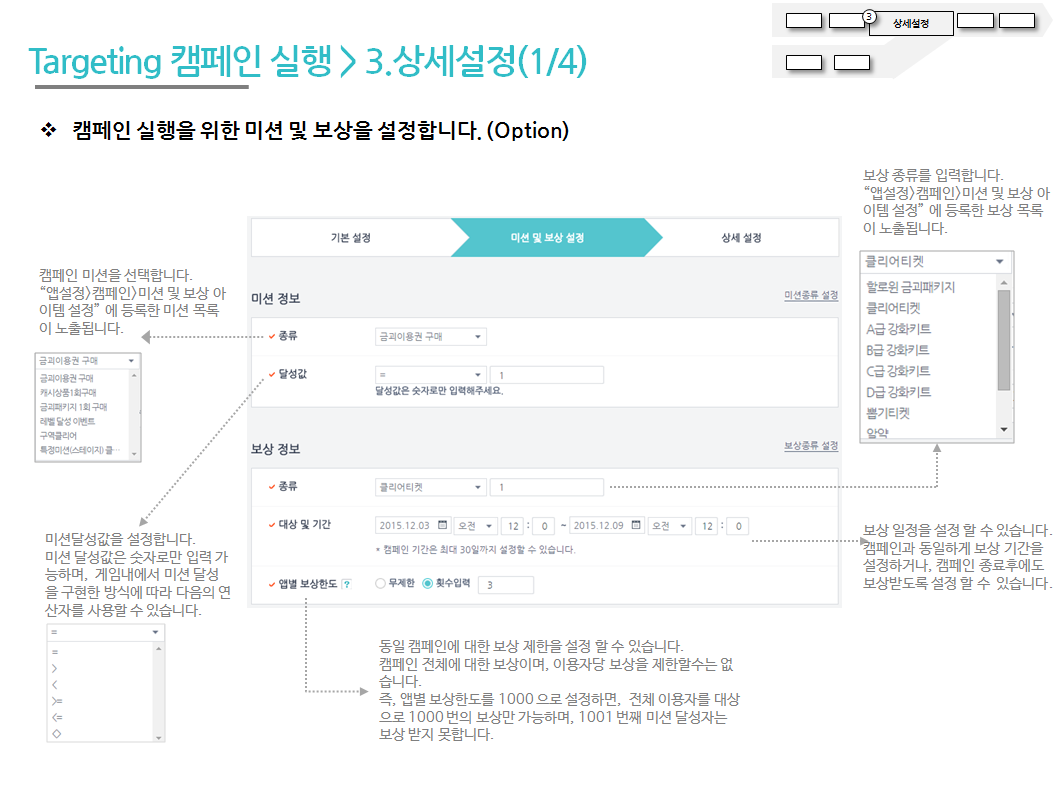 3
상세설정
Targeting 캠페인 실행 > 3.상세설정(1/4)
❖ 캠페인 실행을 위한 미션 및 보상을 설정합니다. (Option)
보상 종류를 입력합니다.
“앱설정>캠페인>미션 및 보상 아
이템 설정” 에 등록한 보상 목록
이 노출됩니다.
클리어티켓
할로윈 금괴패키지
클리어티켓
A급 강화키트
B급 강화키트
C급 강화키트
D급 강화키트
뽑기티켓
알약
기본 설정
미션 및 보상 설정
상세 설정
캠페인 미션을 선택합니다.
“앱설정>캠페인>미션 및 보상 아
이템 설정” 에 등록한 미션 목록
이 노출됩니다.
금괴이용권 구매
금괴이용권 구매
캐시상품1회구매
금괴패키지 1회 구매
레벨 달성 이벤트
구역클리어
특정미션(스테이지) 클…
미션 정보
미션종류 설정
종류
금괴이용권 구매
달성값
=
1
달성값은 숫자로만 입력해주세요.
보상 정보
보상종류 설정
종류
클리어티켓
1
대상 및 기간
2015.12.03 오전 12 : 0 ~ 2015.12.09 오전 12 : 0
* 캠페인 기간은 최대 30일까지 설정할 수 있습니다.
앱별 보상한도 ? 무제한 횟수입력 3
미션달성값을 설정합니다.
미션 달성값은 숫자로만 입력 가
능하며, 게임내에서 미션 달성
을 구현한 방식에 따라 다음의 연
산자를 사용할 수 있습니다.
=
=
>
<
>=
<=
<>
보상 일정을 설정 할 수 있습니다.
캠페인과 동일하게 보상 기간을
설정하거나, 캠페인 종료후에도
보상받도록 설정 할 수 있습니다.
동일 캠페인에 대한 보상 제한을 설정 할 수 있습니다.
캠페인 전체에 대한 보상이며, 이용자당 보상을 제한할수는 없
습니다.
즉, 앱별 보상한도를 1000 으로 설정하면, 전체 이용자를 대상
으로 1000 번의 보상만 가능하며, 1001 번째 미션 달성자는
보상 받지 못합니다.